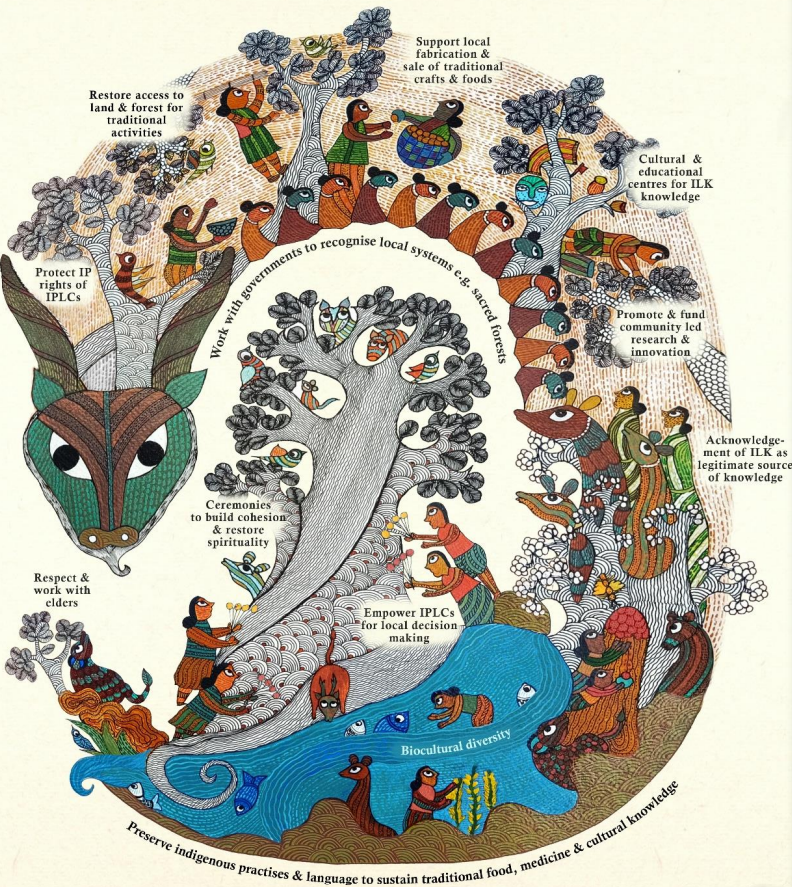 Support local
fabrication &
sale of traditional
crafts & foods
Restore access to
land & forest for
traditional
activities
Cultural &
educational
centres for ILK
knowledge
Protect IP
rights of
IPLCs
Work with governments to recognise local systems e.g. sacred forests
Promote & fund
community led
research &
innovation
Acknowledge-
ment of ILK as
legitimate source
of knowledge
Ceremonies
to build cohesion
& restore
spirituality
Respect &
work with
elders
Empower IPLCs
for local decision
making
Biocultural diversity
Preserve indigenous practises & language to sustain traditional food, medicine & cultural knowledge